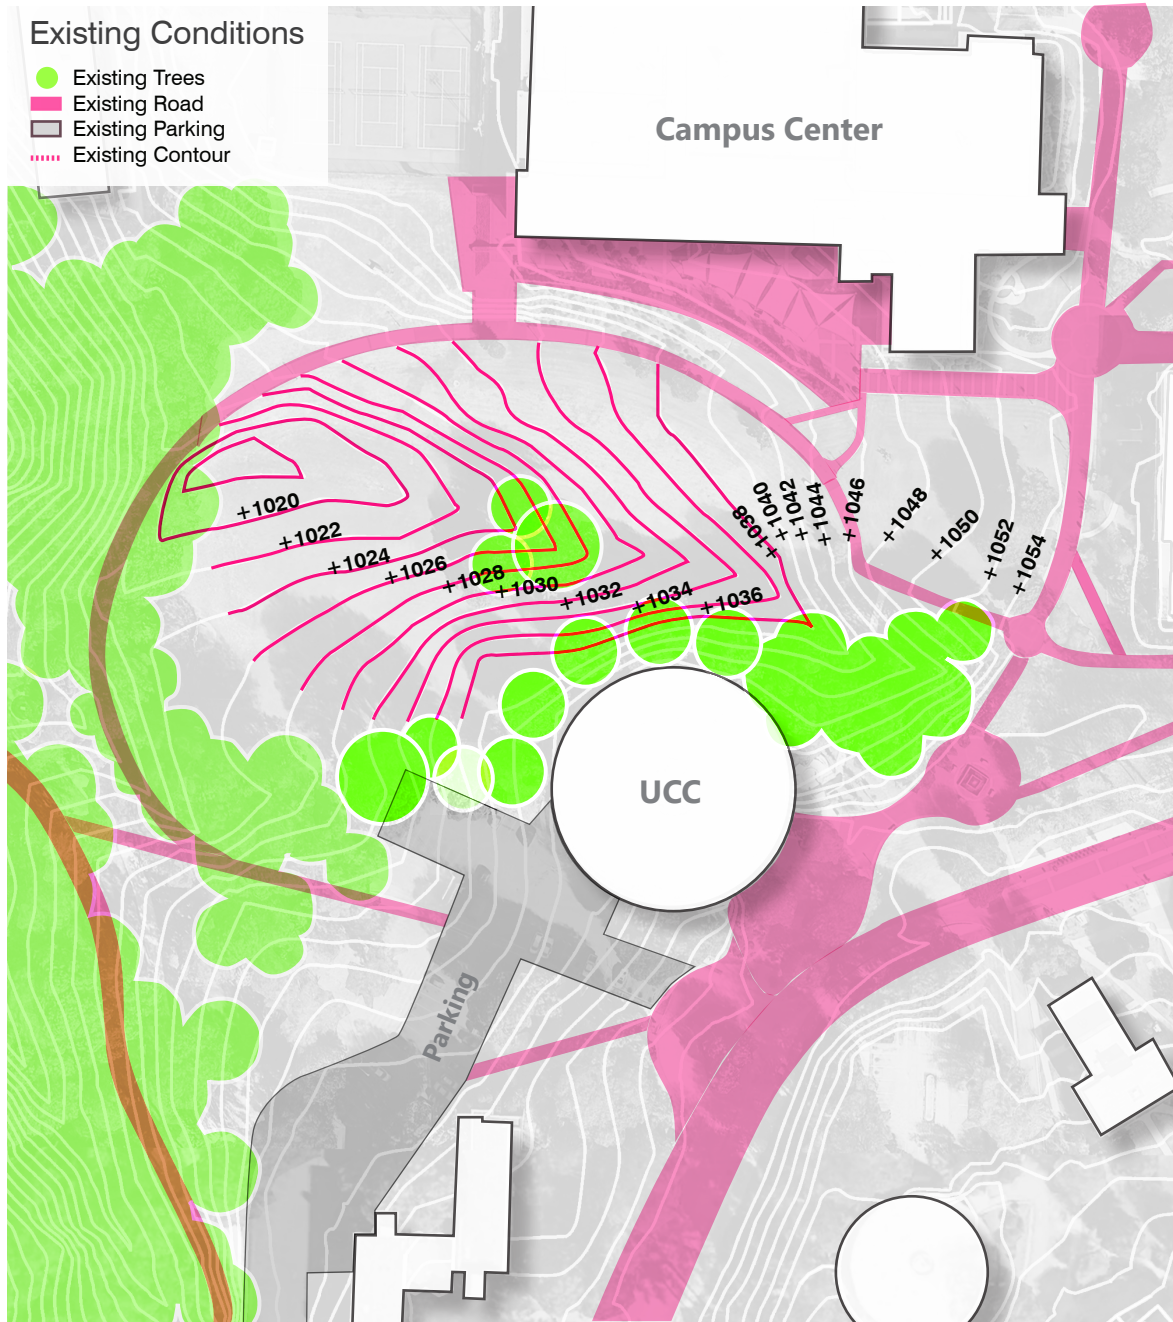 Existing Conditions
Existing Trees
Existing Road
Existing Parking
Existing Contour
Campus Center
+1020
+1022
+1024
+1026
+1028
+1030
+1032
+1034
+1036
+1038
+1040
+1042
+1044
+1046
+1048
+1050
+1052
+1054
UCC
Parking